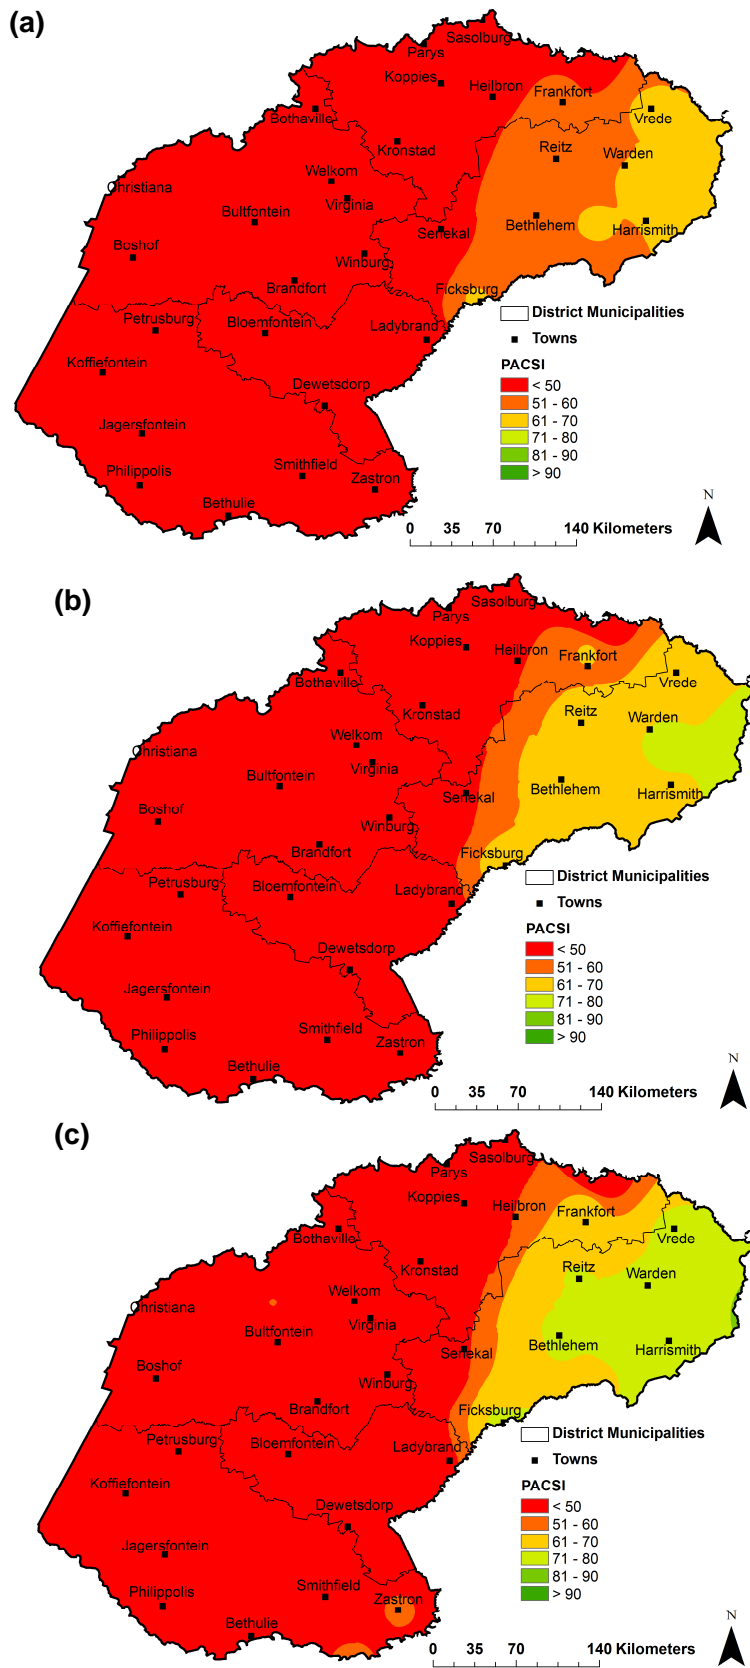 (a)
Sasolburg
Parys
Koppies
Heilbron
Frankfort
Bothaville
Vrede
Kronstad
Reitz
Warden
Welkom
Christiana
Virginia
Bultfontein
Bethlehem
Harrismith
Senekal
Boshof
Winburg
Brandfort
Ficksburg
District Municipalities
Petrusburg
Bloemfontein
Ladybrand
Towns
PACSI
Koffiefontein
< 50
Dewetsdorp
51 - 60
61 - 70
Jagersfontein
71 - 80
81 - 90
Philippolis
Smithfield
Zastron
> 90
Bethulie
N
0 35 70 140 Kilometers
(b)
Sasolburg
Parys
Koppies
Heilbron
Frankfort
Bothaville
Vrede
Kronstad
Reitz
Warden
Welkom
Christiana
Virginia
Bultfontein
Bethlehem
Harrismith
Senekal
Boshof
Winburg
Brandfort
Ficksburg
District Municipalities
Petrusburg
Bloemfontein
Ladybrand
Towns
PACSI
Koffiefontein
< 50
Dewetsdorp
51 - 60
61 - 70
Jagersfontein
71 - 80
81 - 90
Philippolis
Smithfield
Zastron
> 90
Bethulie
N
0 35 70 140 Kilometers
(c)
Sasolburg
Parys
Koppies
Heilbron
Frankfort
Bothaville
Vrede
Kronstad
Reitz
Warden
Welkom
Christiana
Virginia
Bultfontein
Bethlehem
Harrismith
Senekal
Boshof
Winburg
Brandfort
Ficksburg
District Municipalities
Petrusburg
Bloemfontein
Ladybrand
Towns
PACSI
Koffiefontein
< 50
Dewetsdorp
51 - 60
61 - 70
Jagersfontein
71 - 80
81 - 90
Philippolis
Smithfield
Zastron
> 90
Bethulie
N
0 35 70 140 Kilometers